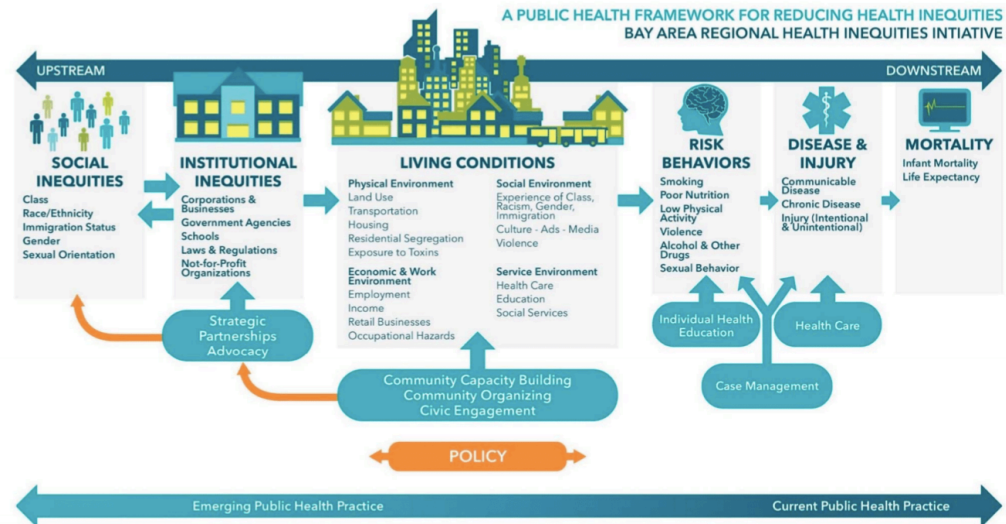 A PUBLIC HEALTH FRAMEWORK FOR REDUCING HEALTH INEQUITIES
BAY AREA REGIONAL HEALTH INEQUITIES INTIATIVE
UPSTREAM
DOWNSTREAM
SOCIAL
INEQUITIES
Class
Race/Ethnicity
Immigration Status
Gender
Sexual Orientation
INSTITUTIONAL
INEQUITIES
Corporations &
Businesses
Government Agencies
Schools
Laws & Regulations
Not-for-Profit
Organizations
LIVING CONDITIONS
Physical Environment
Land Use
Transportation
Housing
Residential Segregation
Exposure to Toxins
Economic & Work
Environment
Employment
Income
Retail Businesses
Occupational Hazards
Social Environment
Experience of Class,
Racism, Gender,
Immigration
Culture - Ads - Media
Violence
Service Environment
Health Care
Education
Social Services
RISK
BEHAVIORS
Smoking
Poor Nutrition
Low Physical
Activity
Violence
Alcohol & Other
Drugs
Sexual Behavior
DISEASE &
INJURY
Communicable
Disease
Chronic Disease
Injury (Intentional
& Unintentional)
MORTALITY
Infant Mortality
Life Expectancy
Strategic
Partnerships
Advocacy
Community Capacity Building
Community Organizing
Civic Engagement
Individual Health
Education
Health Care
Case Management
POLICY
Emerging Public Health Practice
Current Public Health Practice